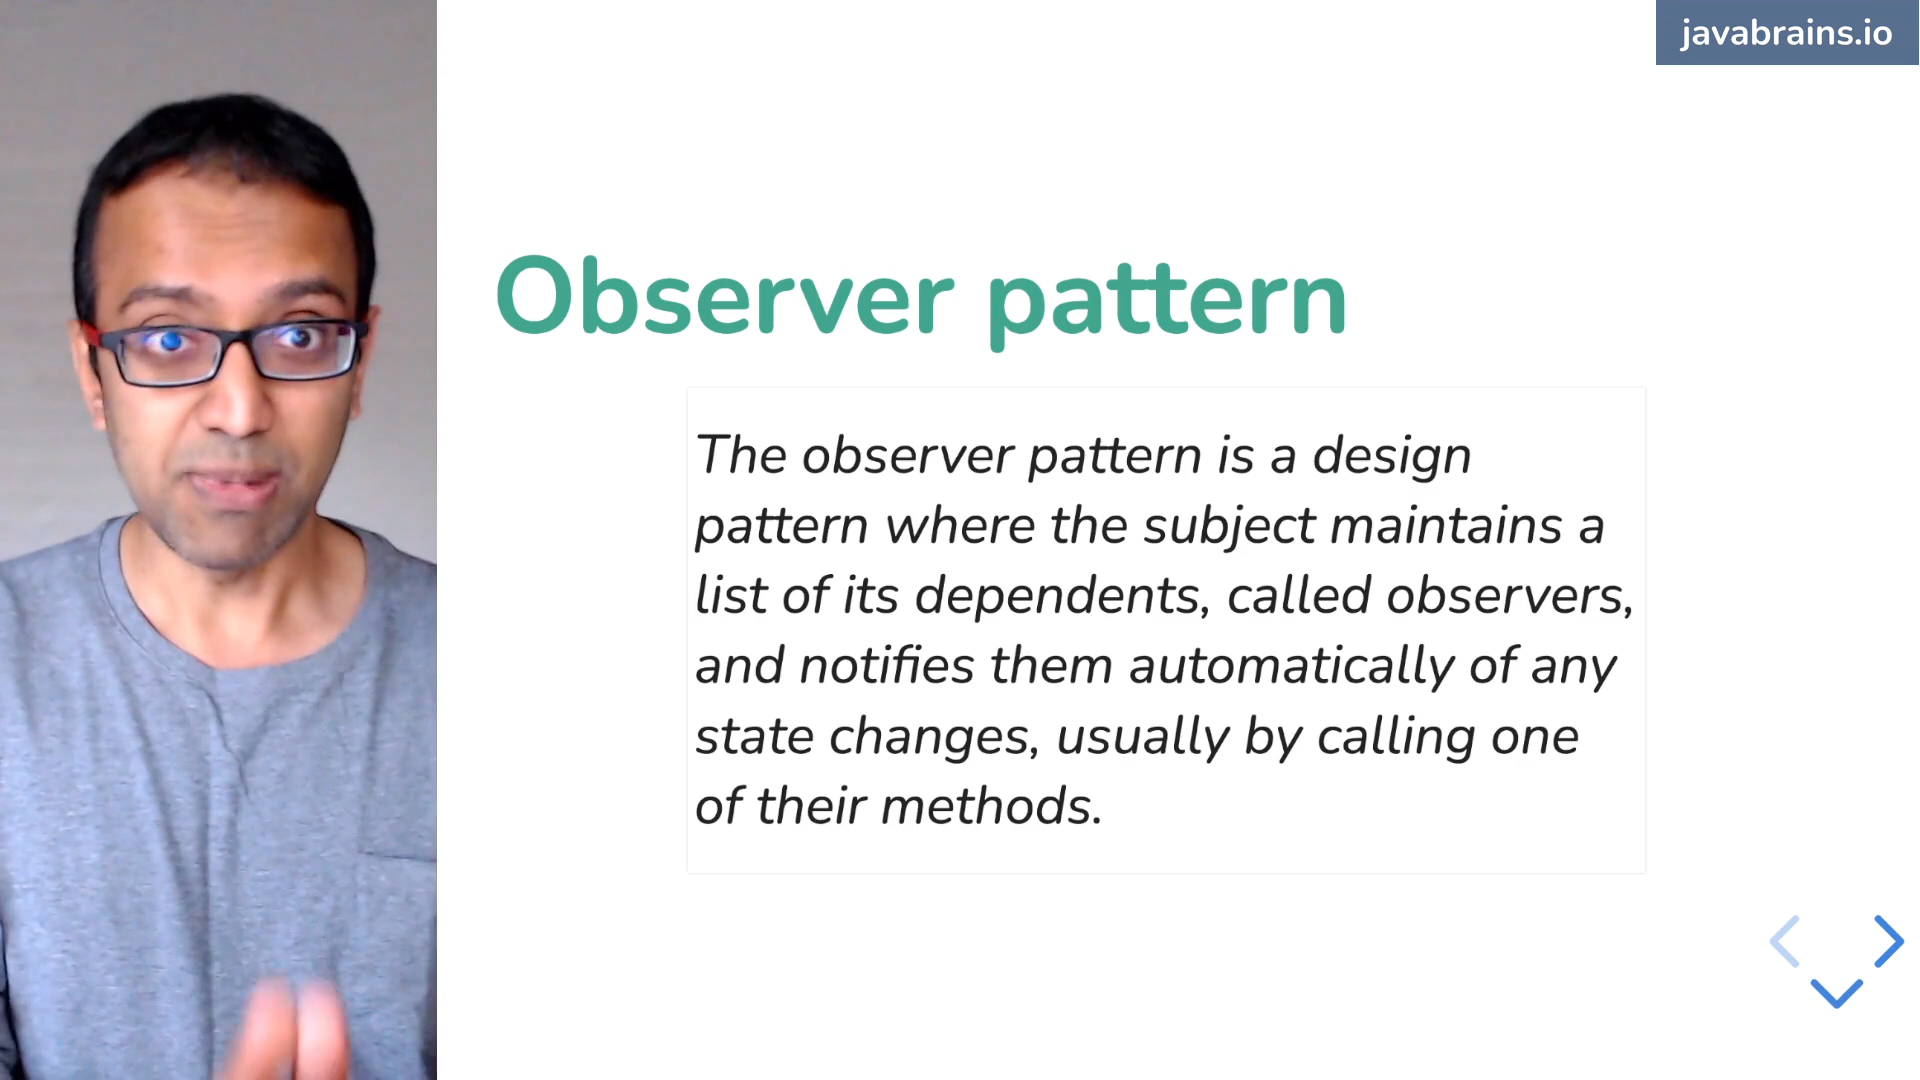 javabrains.io
Observer pattern
The observer pattern is a design
pattern where the subject maintains a
list of its dependents, called observers,
and notifies them automatically of any
state changes, usually by calling one
of their methods.